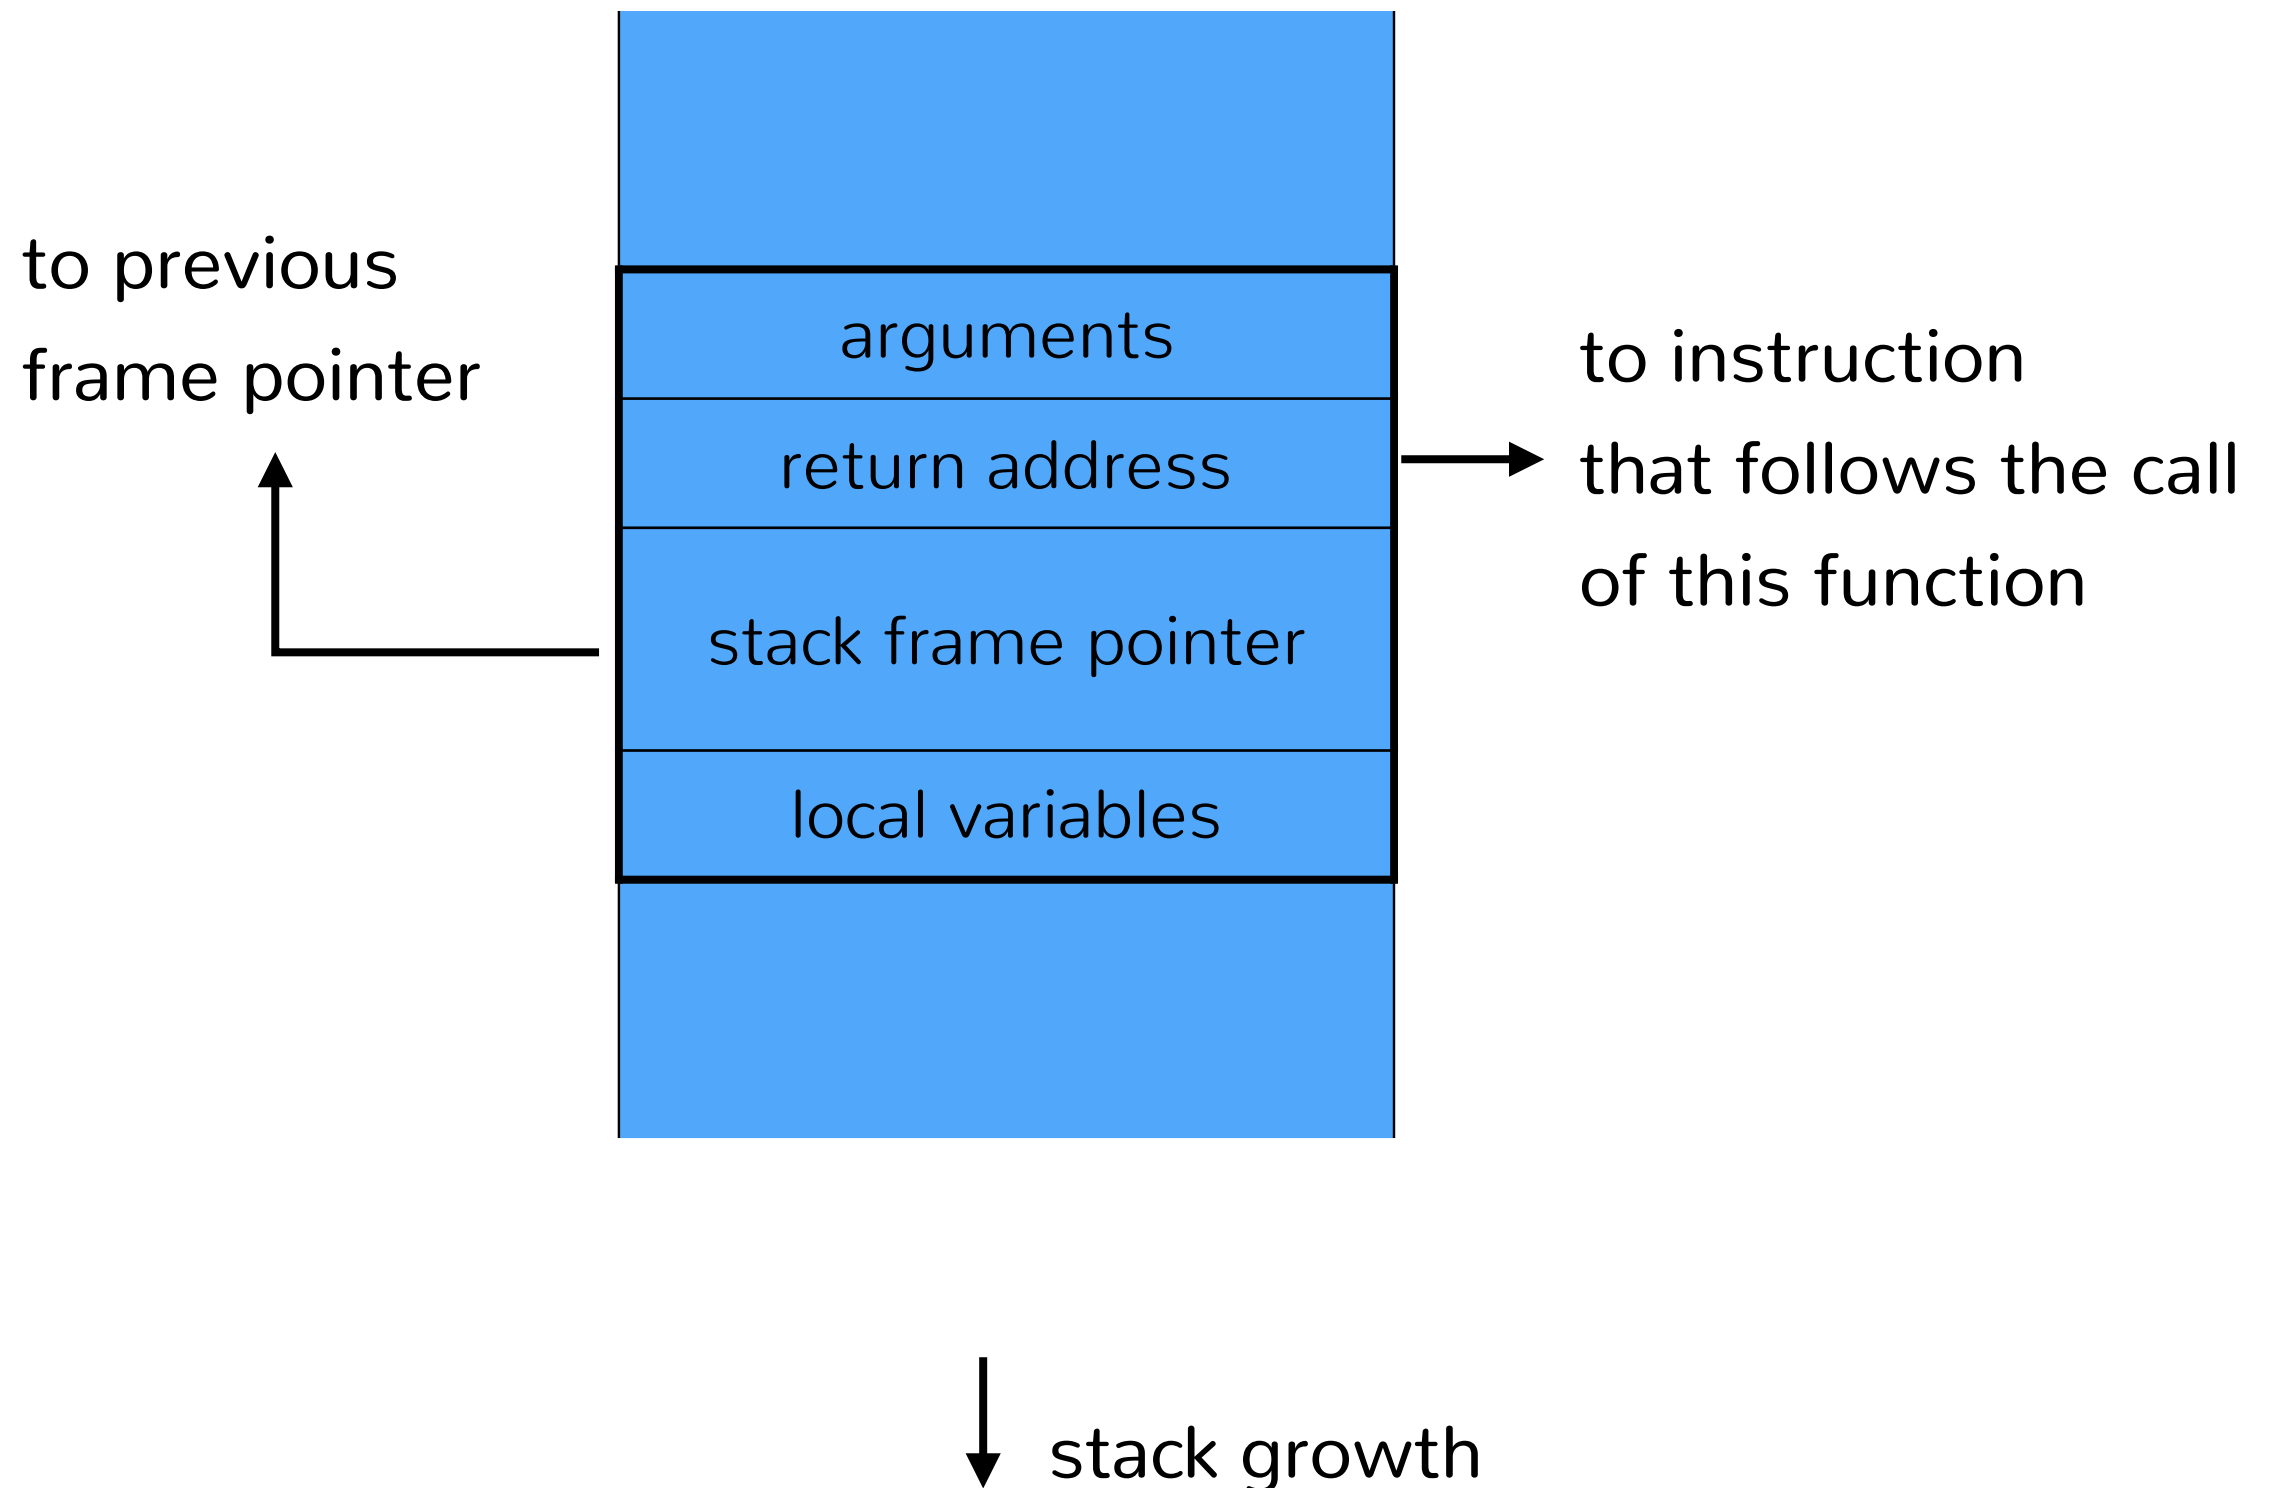 to previous
frame pointer
arguments
return address
stack frame pointer
local variables
to instruction
that follows the call
of this function
stack growth